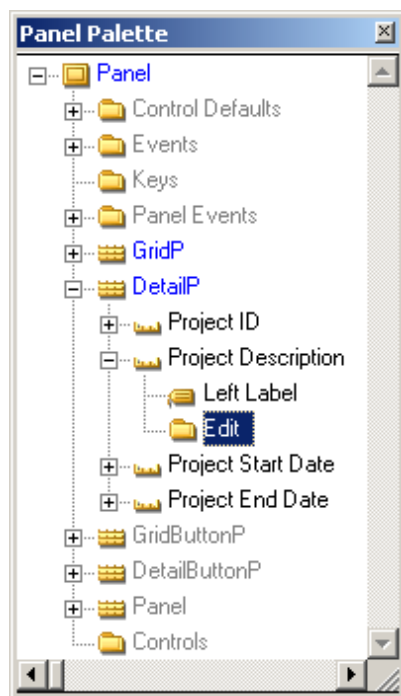 Panel Palette
Panel
Control Defaults
Events
Keys
Panel Events
GridP
DetailP
Project ID
Project Description
Left Label
Edit
Project Start Date
Project End Date
GridButtonP
DetailButtonP
Panel
Controls